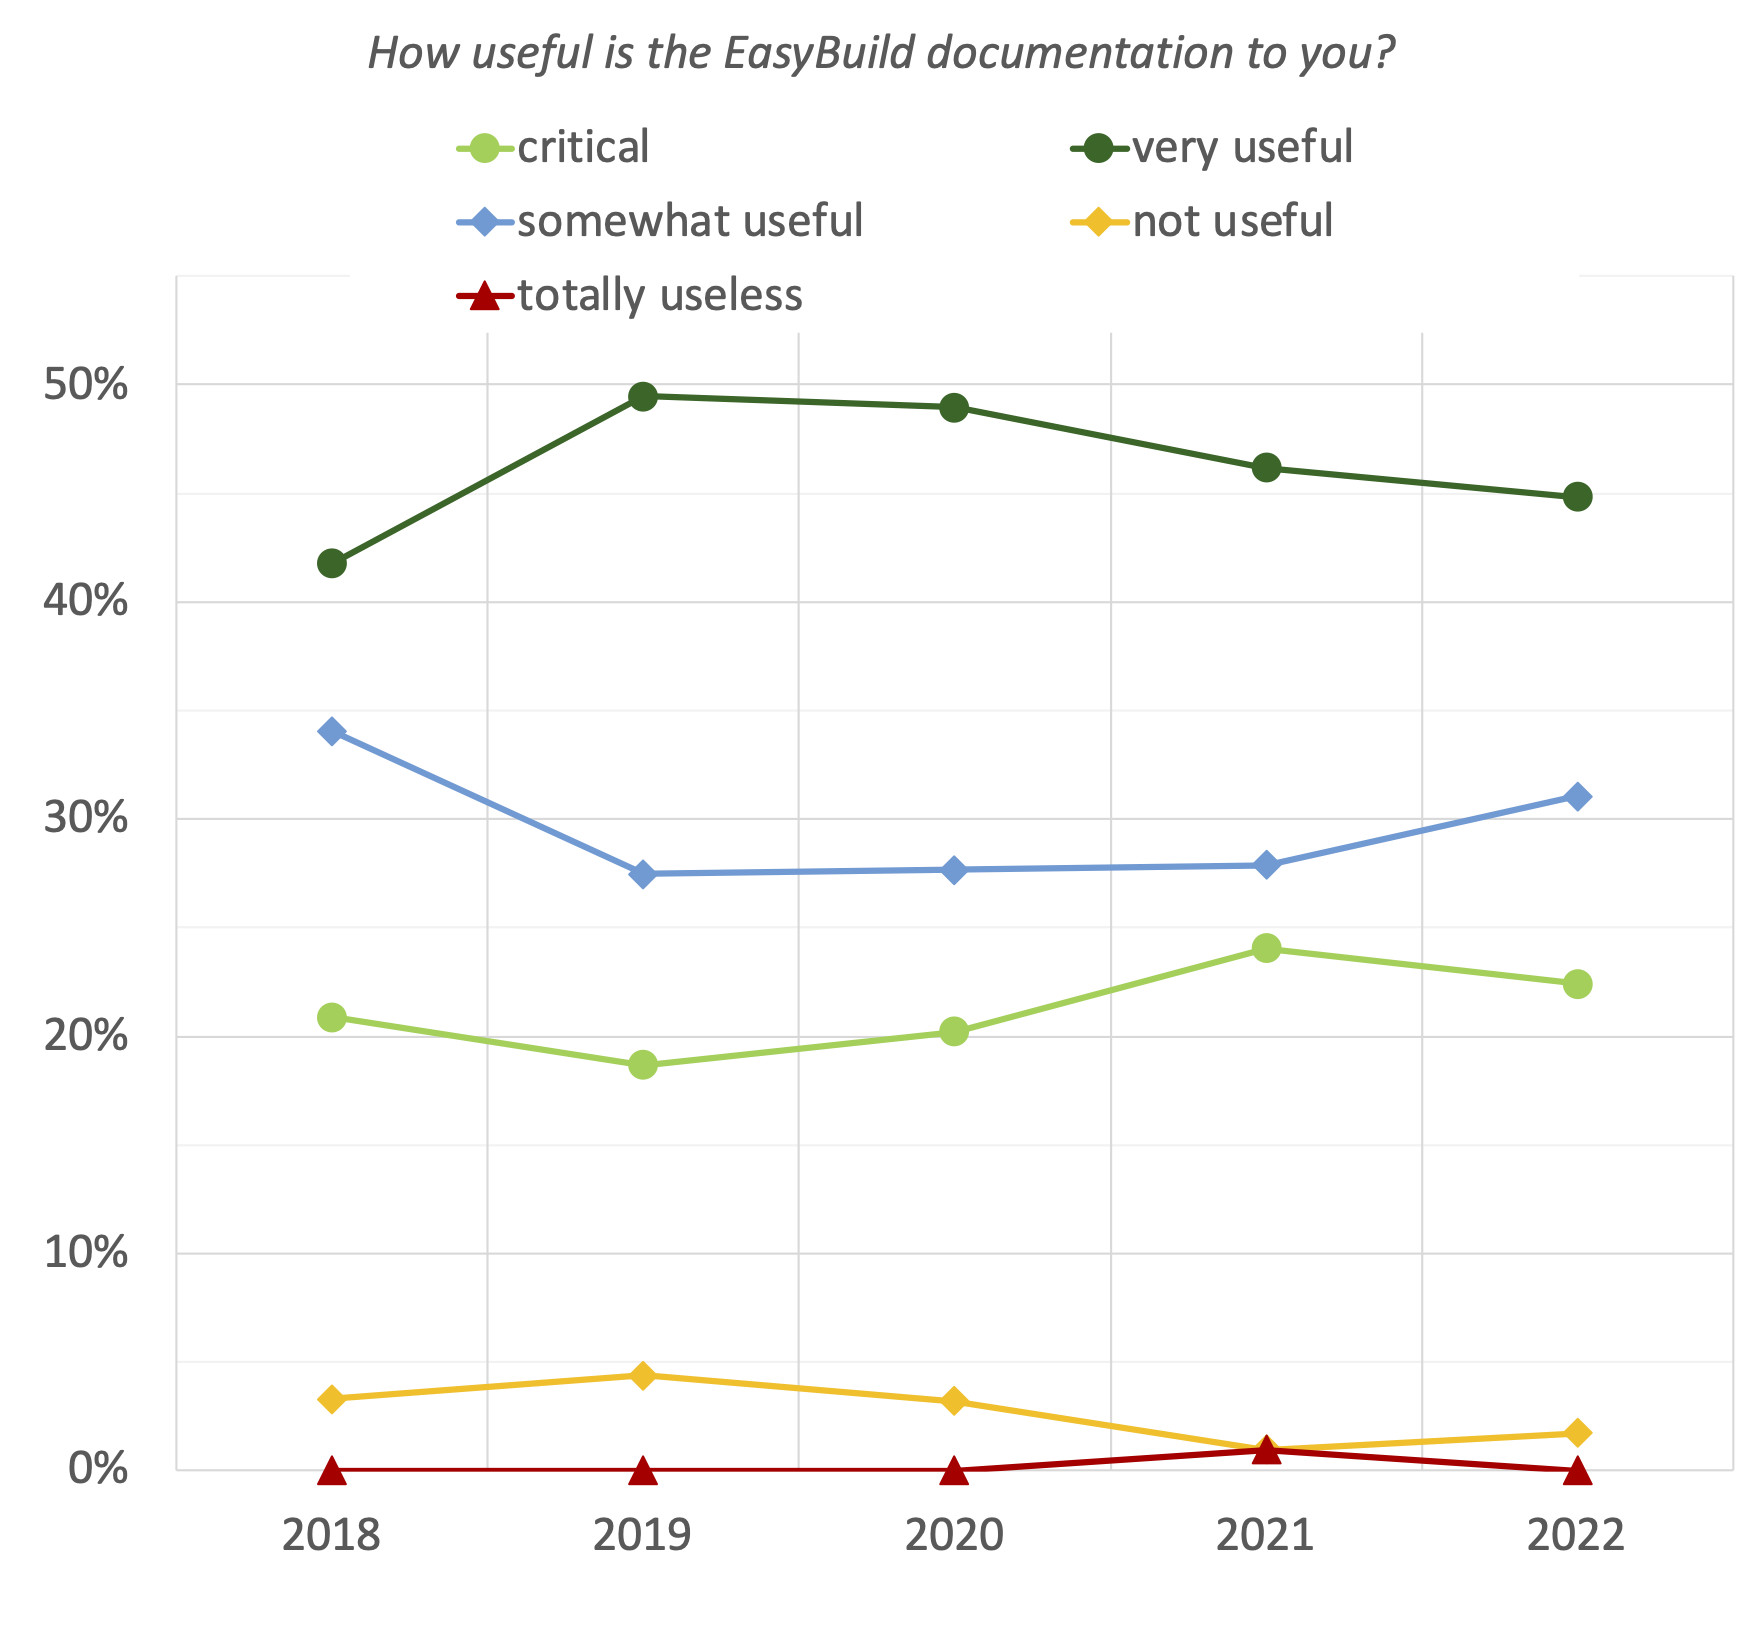 How useful is the EasyBuild documentation to you?
critical
very useful
somewhat useful
not useful
totally useless
50%
40%
30%
20%
10%
0%
2018 2019 2020 2021 2022